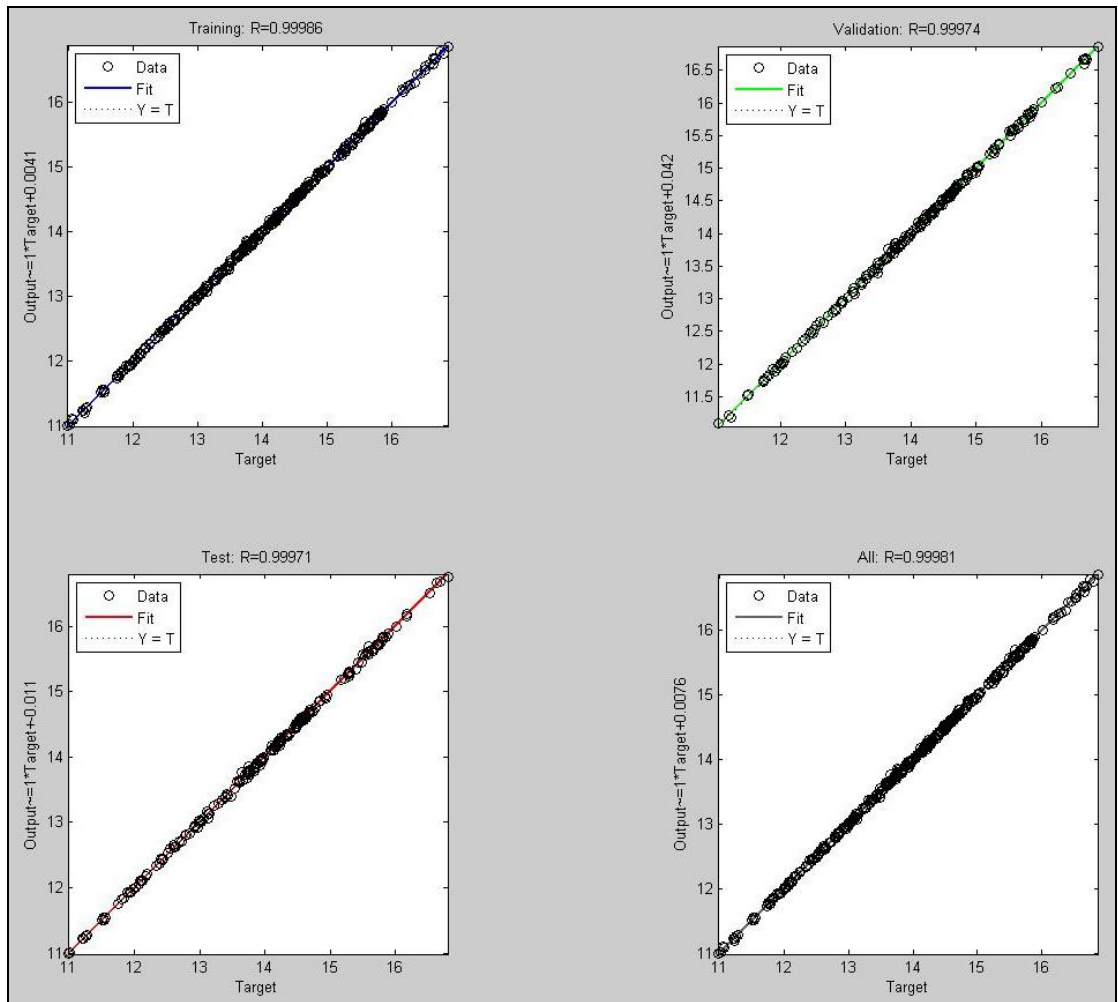 Training: R=0.99986
Data
Fit
Y = T
Output~=1*Target+0.0041
16
15
14
13
12
11
11 12 13 14 15 16
Target
Validation: R=0.99974
Data
Fit
Y = T
Output~=1*Target+0.042
16.5
16
15.5
15
14.5
14
13.5
13
12.5
12
11.5
12 13 14 15 16
Target
Test: R=0.99971
Data
Fit
Y = T
Output~=1*Target+-0.011
16
15
14
13
12
11
11 12 13 14 15 16
Target
All: R=0.99981
Data
Fit
Y = T
Output~=1*Target+0.0076
16
15
14
13
12
11
11 12 13 14 15 16
Target